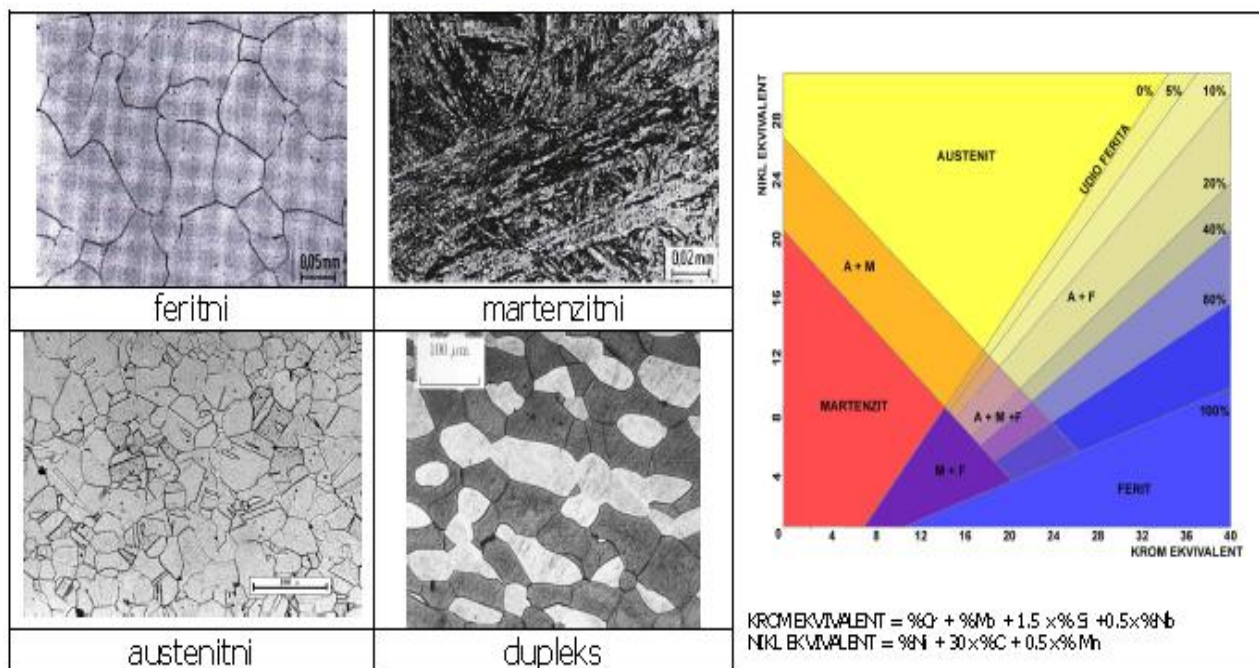 0,05mm
0,02mm
feritni
martenzitni
100 µm
austenitni
dupleks
NIKL EKVIVALENT
28
24
20
16
12
8
4
0
4
8
12
16
20
24
28
32
36
40
KROM EKVIVALENT
0%
5%
10%
20%
40%
80%
100%
UDIO FERITA
AUSTENIT
A + M
A + F
MARTENZIT
A + M +F
M + F
FERIT
KROM EKVIVALENT = %Cr + %Mo + 1.5 x % Si +0.5 x %Nb
NIKL EKVIVALENT = %Ni + 30 x %C + 0.5 x % Mn